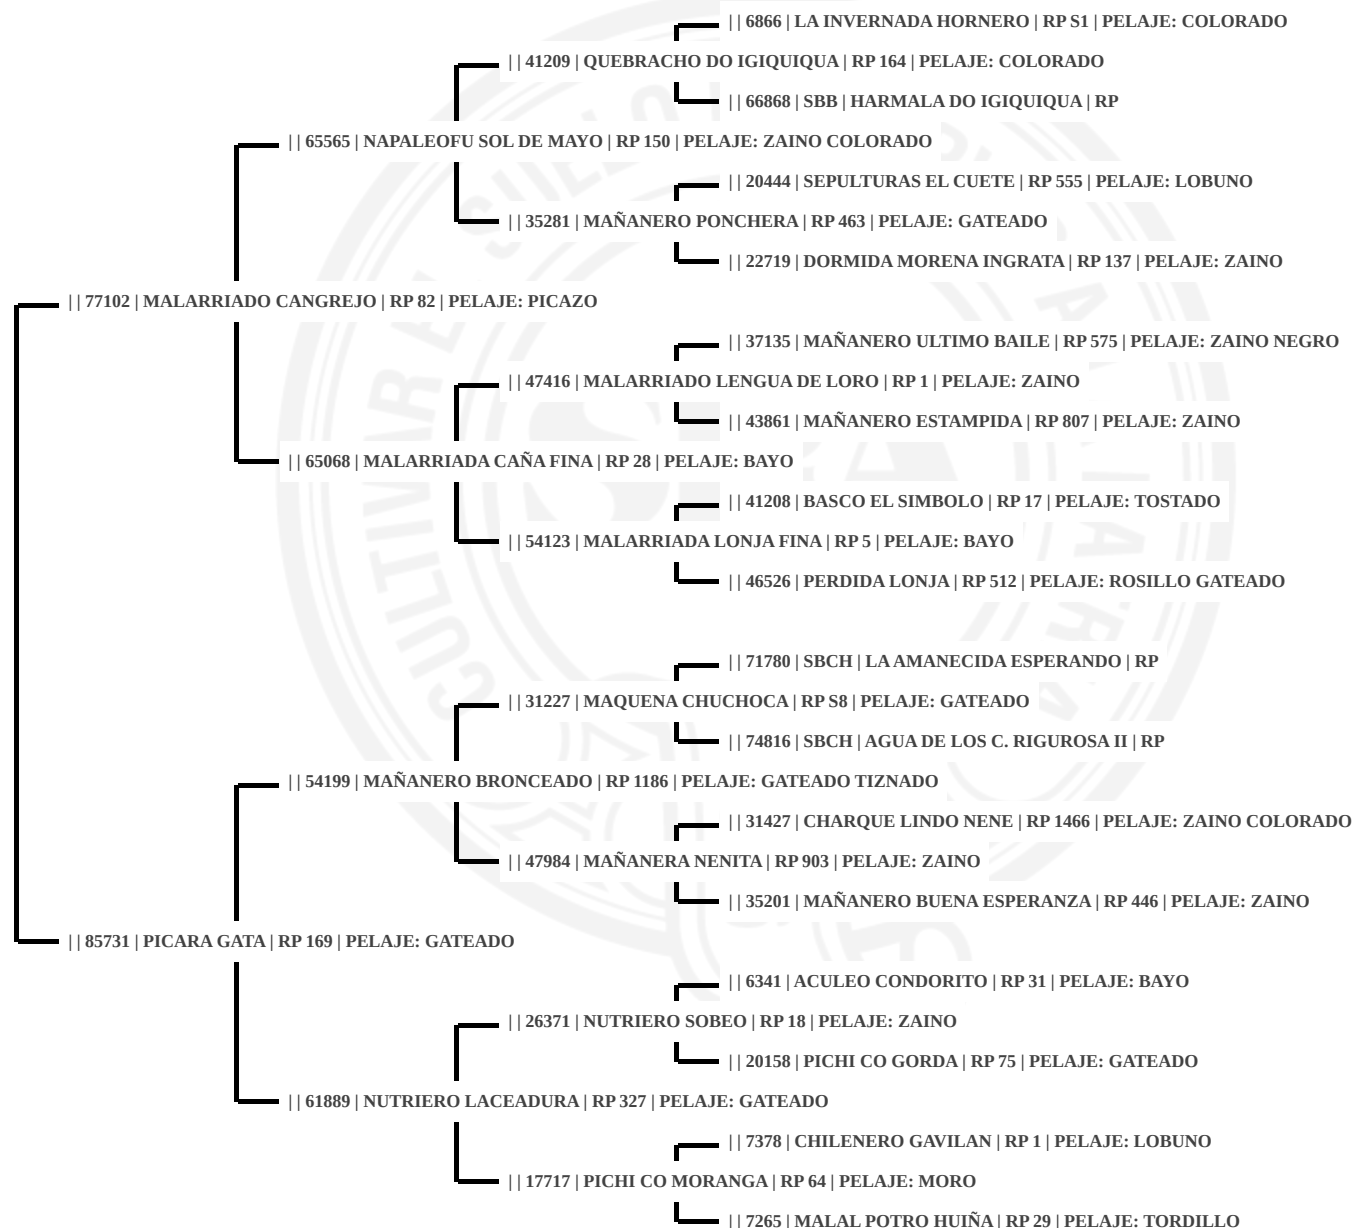 | | 6866 | LA INVERNADA HORNERO | RP S1 | PELAJE: COLORADO
| | 41209 | QUEBRACHO DO IGIQUIQUA | RP 164 | PELAJE: COLORADO
| | 66868 | SBB | HARMALA DO IGIQUIQUA | RP
| | 65565 | NAPALEOFU SOL DE MAYO | RP 150 | PELAJE: ZAINO COLORADO
| | 20444 | SEPULTURAS EL CUETE | RP 555 | PELAJE: LOBUNO
| | 35281 | MAÑANERO PONCHERA | RP 463 | PELAJE: GATEADO
| | 22719 | DORMIDA MORENA INGRATA | RP 137 | PELAJE: ZAINO
| | 77102 | MALARRIADO CANGREJO | RP 82 | PELAJE: PICAZO
| | 37135 | MAÑANERO ULTIMO BAILE | RP 575 | PELAJE: ZAINO NEGRO
| | 47416 | MALARRIADO LENGUA DE LORO | RP 1 | PELAJE: ZAINO
| | 43861 | MAÑANERO ESTAMPIDA | RP 807 | PELAJE: ZAINO
| | 65068 | MALARRIADA CAÑA FINA | RP 28 | PELAJE: BAYO
| | 41208 | BASCO EL SIMBOLO | RP 17 | PELAJE: TOSTADO
| | 54123 | MALARRIADA LONJA FINA | RP 5 | PELAJE: BAYO
| | 46526 | PERDIDA LONJA | RP 512 | PELAJE: ROSILLO GATEADO
| | 71780 | SBCH | LA AMANECIDA ESPERANDO | RP
| | 31227 | MAQUENA CHUCHOCA | RP S8 | PELAJE: GATEADO
| | 74816 | SBCH | AGUA DE LOS C. RIGUROSA II | RP
| | 54199 | MAÑANERO BRONCEADO | RP 1186 | PELAJE: GATEADO TIZNADO
| | 31427 | CHARQUE LINDO NENE | RP 1466 | PELAJE: ZAINO COLORADO
| | 47984 | MAÑANERA NENITA | RP 903 | PELAJE: ZAINO
| | 35201 | MAÑANERO BUENA ESPERANZA | RP 446 | PELAJE: ZAINO
| | 85731 | PICARA GATA | RP 169 | PELAJE: GATEADO
| | 6341 | ACULEO CONDORITO | RP 31 | PELAJE: BAYO
| | 26371 | NUTRIERO SOBEO | RP 18 | PELAJE: ZAINO
| | 20158 | PICHI CO GORDA | RP 75 | PELAJE: GATEADO
| | 61889 | NUTRIERO LACEADURA | RP 327 | PELAJE: GATEADO
| | 7378 | CHILENERO GAVILAN | RP 1 | PELAJE: LOBUNO
| | 17717 | PICHI CO MORANGA | RP 64 | PELAJE: MORO
| | 7265 | MALAL POTRO HUIÑA | RP 29 | PELAJE: TORDILLO
CULTIVAR EL SUELO